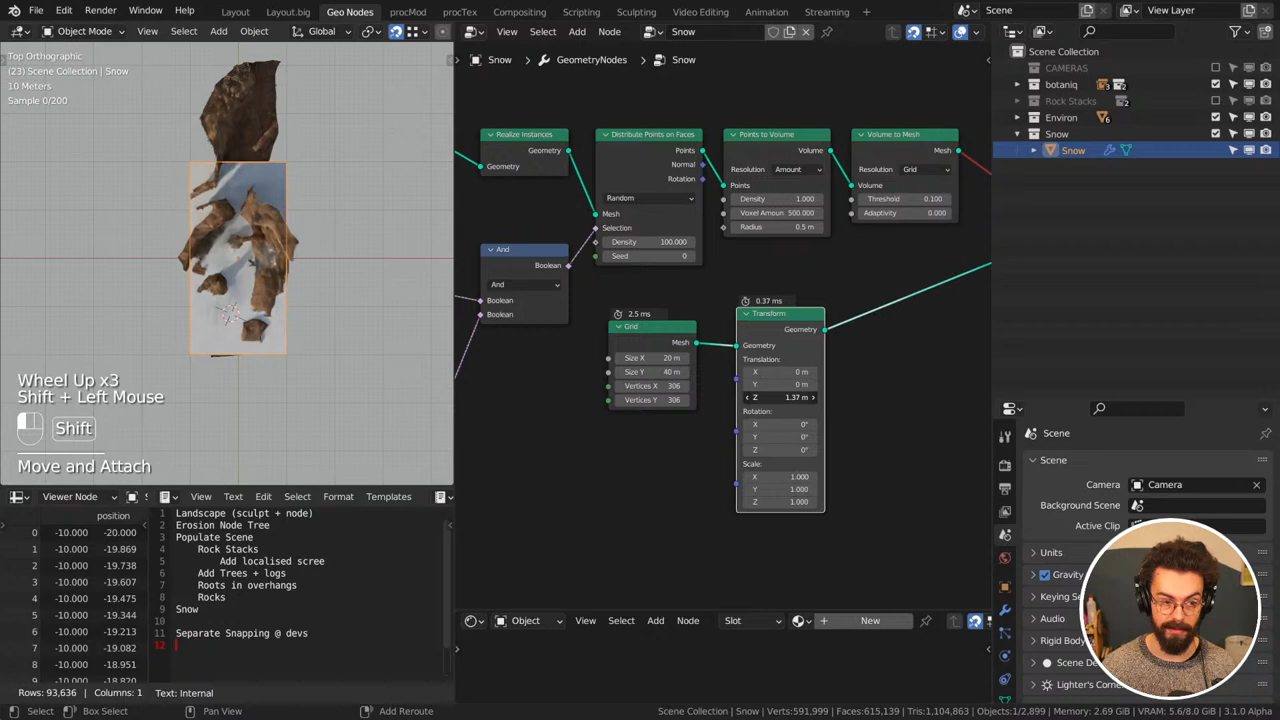 File Edit Render Window Help Layout Layout.big Geo Nodes procMod procTex Compositing Scripting Sculpting Video Editing Animation Streaming Scene View Layer
Object Mode View Select Add Object Global View Select Add Node Snow
Top Orthographic
(23) Scene Collection | Snow
10 Meters
Sample 0/200
Snow > GeometryNodes > Snow
Scene Collection
CAMERAS
botaniq 3 2
Rock Stacks 2
Environ 6
Snow
Snow
Realize Instances
Geometry
Geometry
Distribute Points on Faces
Points
Normal
Rotation
Random
Mesh
Selection
Density 100.000
Seed 0
Points to Volume
Volume
Resolution Amount
Points
Density 1.000
Voxel Amoun 500.000
Radius 0.5 m
Volume to Mesh
Mesh
Resolution Grid
Volume
Threshold 0.100
Adaptivity 0.000
And
Boolean
And
Boolean
Boolean
2.5 ms
Grid
Mesh
Size X 20 m
Size Y 40 m
Vertices X 306
Vertices Y 306
0.37 ms
Transform
Geometry
Geometry
Translation:
X 0 m
Y 0 m
Z 1.37 m
Rotation:
X 0°
Y 0°
Z 0°
Scale:
X 1.000
Y 1.000
Z 1.000
Wheel Up x3
Shift + Left Mouse
Shift
Move and Attach
Viewer Node
position
0 -10.000 -20.000
1 -10.000 -19.869
2 -10.000 -19.738
3 -10.000 -19.607
4 -10.000 -19.475
5 -10.000 -19.344
6 -10.000 -19.213
7 -10.000 -19.082
8 -10.000 -18.951
9 -10.000 -18.820
Rows: 93,636 | Columns: 1
View Text Edit Select Format Templates
1 Landscape (sculpt + node)
2 Erosion Node Tree
3 Populate Scene
4 Rock Stacks
5 Add localised scree
6 Add Trees + logs
7 Roots in overhangs
8 Rocks
9 Snow
10
11 Separate Snapping @ devs
12
Text: Internal
Object View Select Add Node Slot New
Scene
Scene
Camera Camera
Background Scene
Active Clip
Units
Gravity
Keying Se
Audio
Rigid Body
Scene De
Lighter's Corne
Select Box Select Pan View Add Reroute
Scene Collection | Snow Verts:591,999 Faces:615,139 Tris:1,104,863 Objects:1/2,899 Memory: 2.69 GiB VRAM: 5.6/8.0 GiB 3.1.0 Alpha